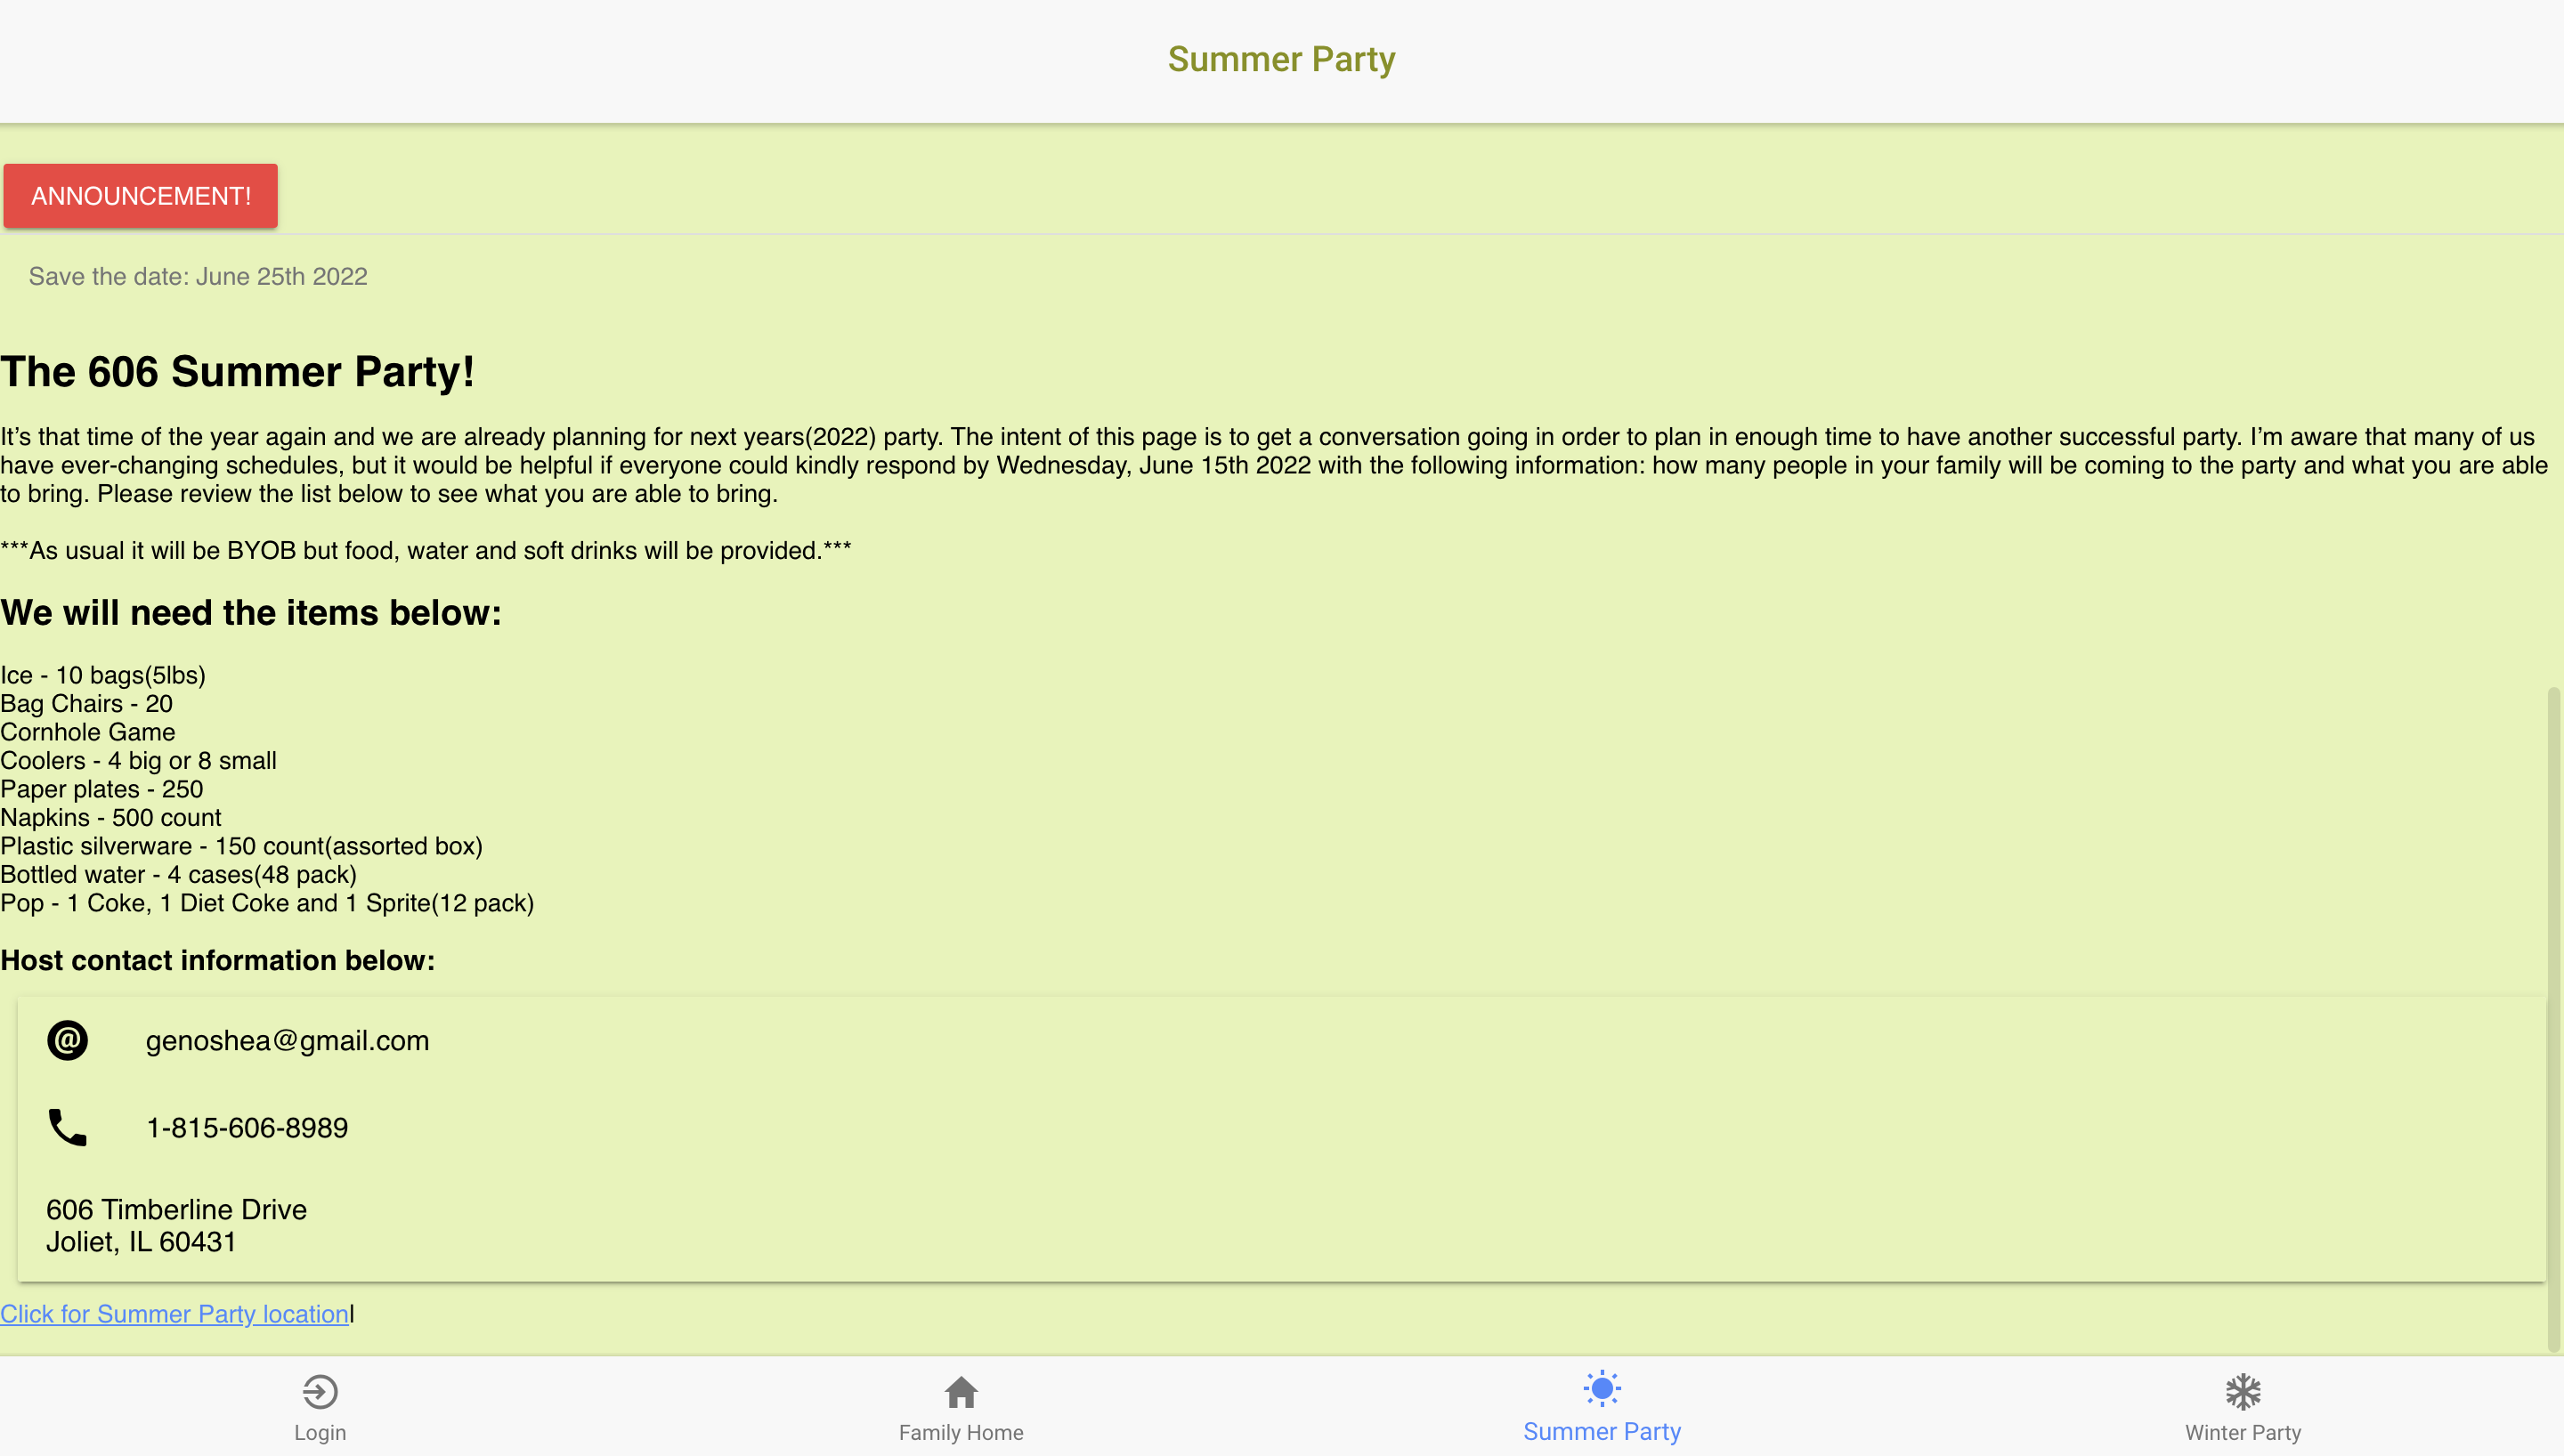 Summer Party
ANNOUNCEMENT!
Save the date: June 25th 2022
The 606 Summer Party!
It’s that time of the year again and we are already planning for next years(2022) party. The intent of this page is to get a conversation going in order to plan in enough time to have another successful party. I’m aware that many of us
have ever-changing schedules, but it would be helpful if everyone could kindly respond by Wednesday, June 15th 2022 with the following information: how many people in your family will be coming to the party and what you are able
to bring. Please review the list below to see what you are able to bring.
***As usual it will be BYOB but food, water and soft drinks will be provided.***
We will need the items below:
Ice - 10 bags(5lbs)
Bag Chairs - 20
Cornhole Game
Coolers - 4 big or 8 small
Paper plates - 250
Napkins - 500 count
Plastic silverware - 150 count(assorted box)
Bottled water - 4 cases(48 pack)
Pop - 1 Coke, 1 Diet Coke and 1 Sprite(12 pack)
Host contact information below:
genoshea@gmail.com
1-815-606-8989
606 Timberline Drive
Joliet, IL 60431
Click for Summer Party locationl
Login
Family Home
Summer Party
Winter Party